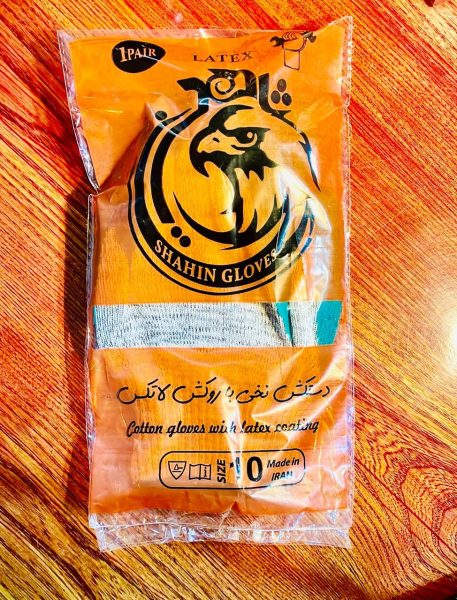 1PAIR
LATEX
شاهین
SHAHIN GLOVES
دستکش نخی با روکش لاتکس
Cotton gloves with latex coating
SIZE 10 Made in
IRAN